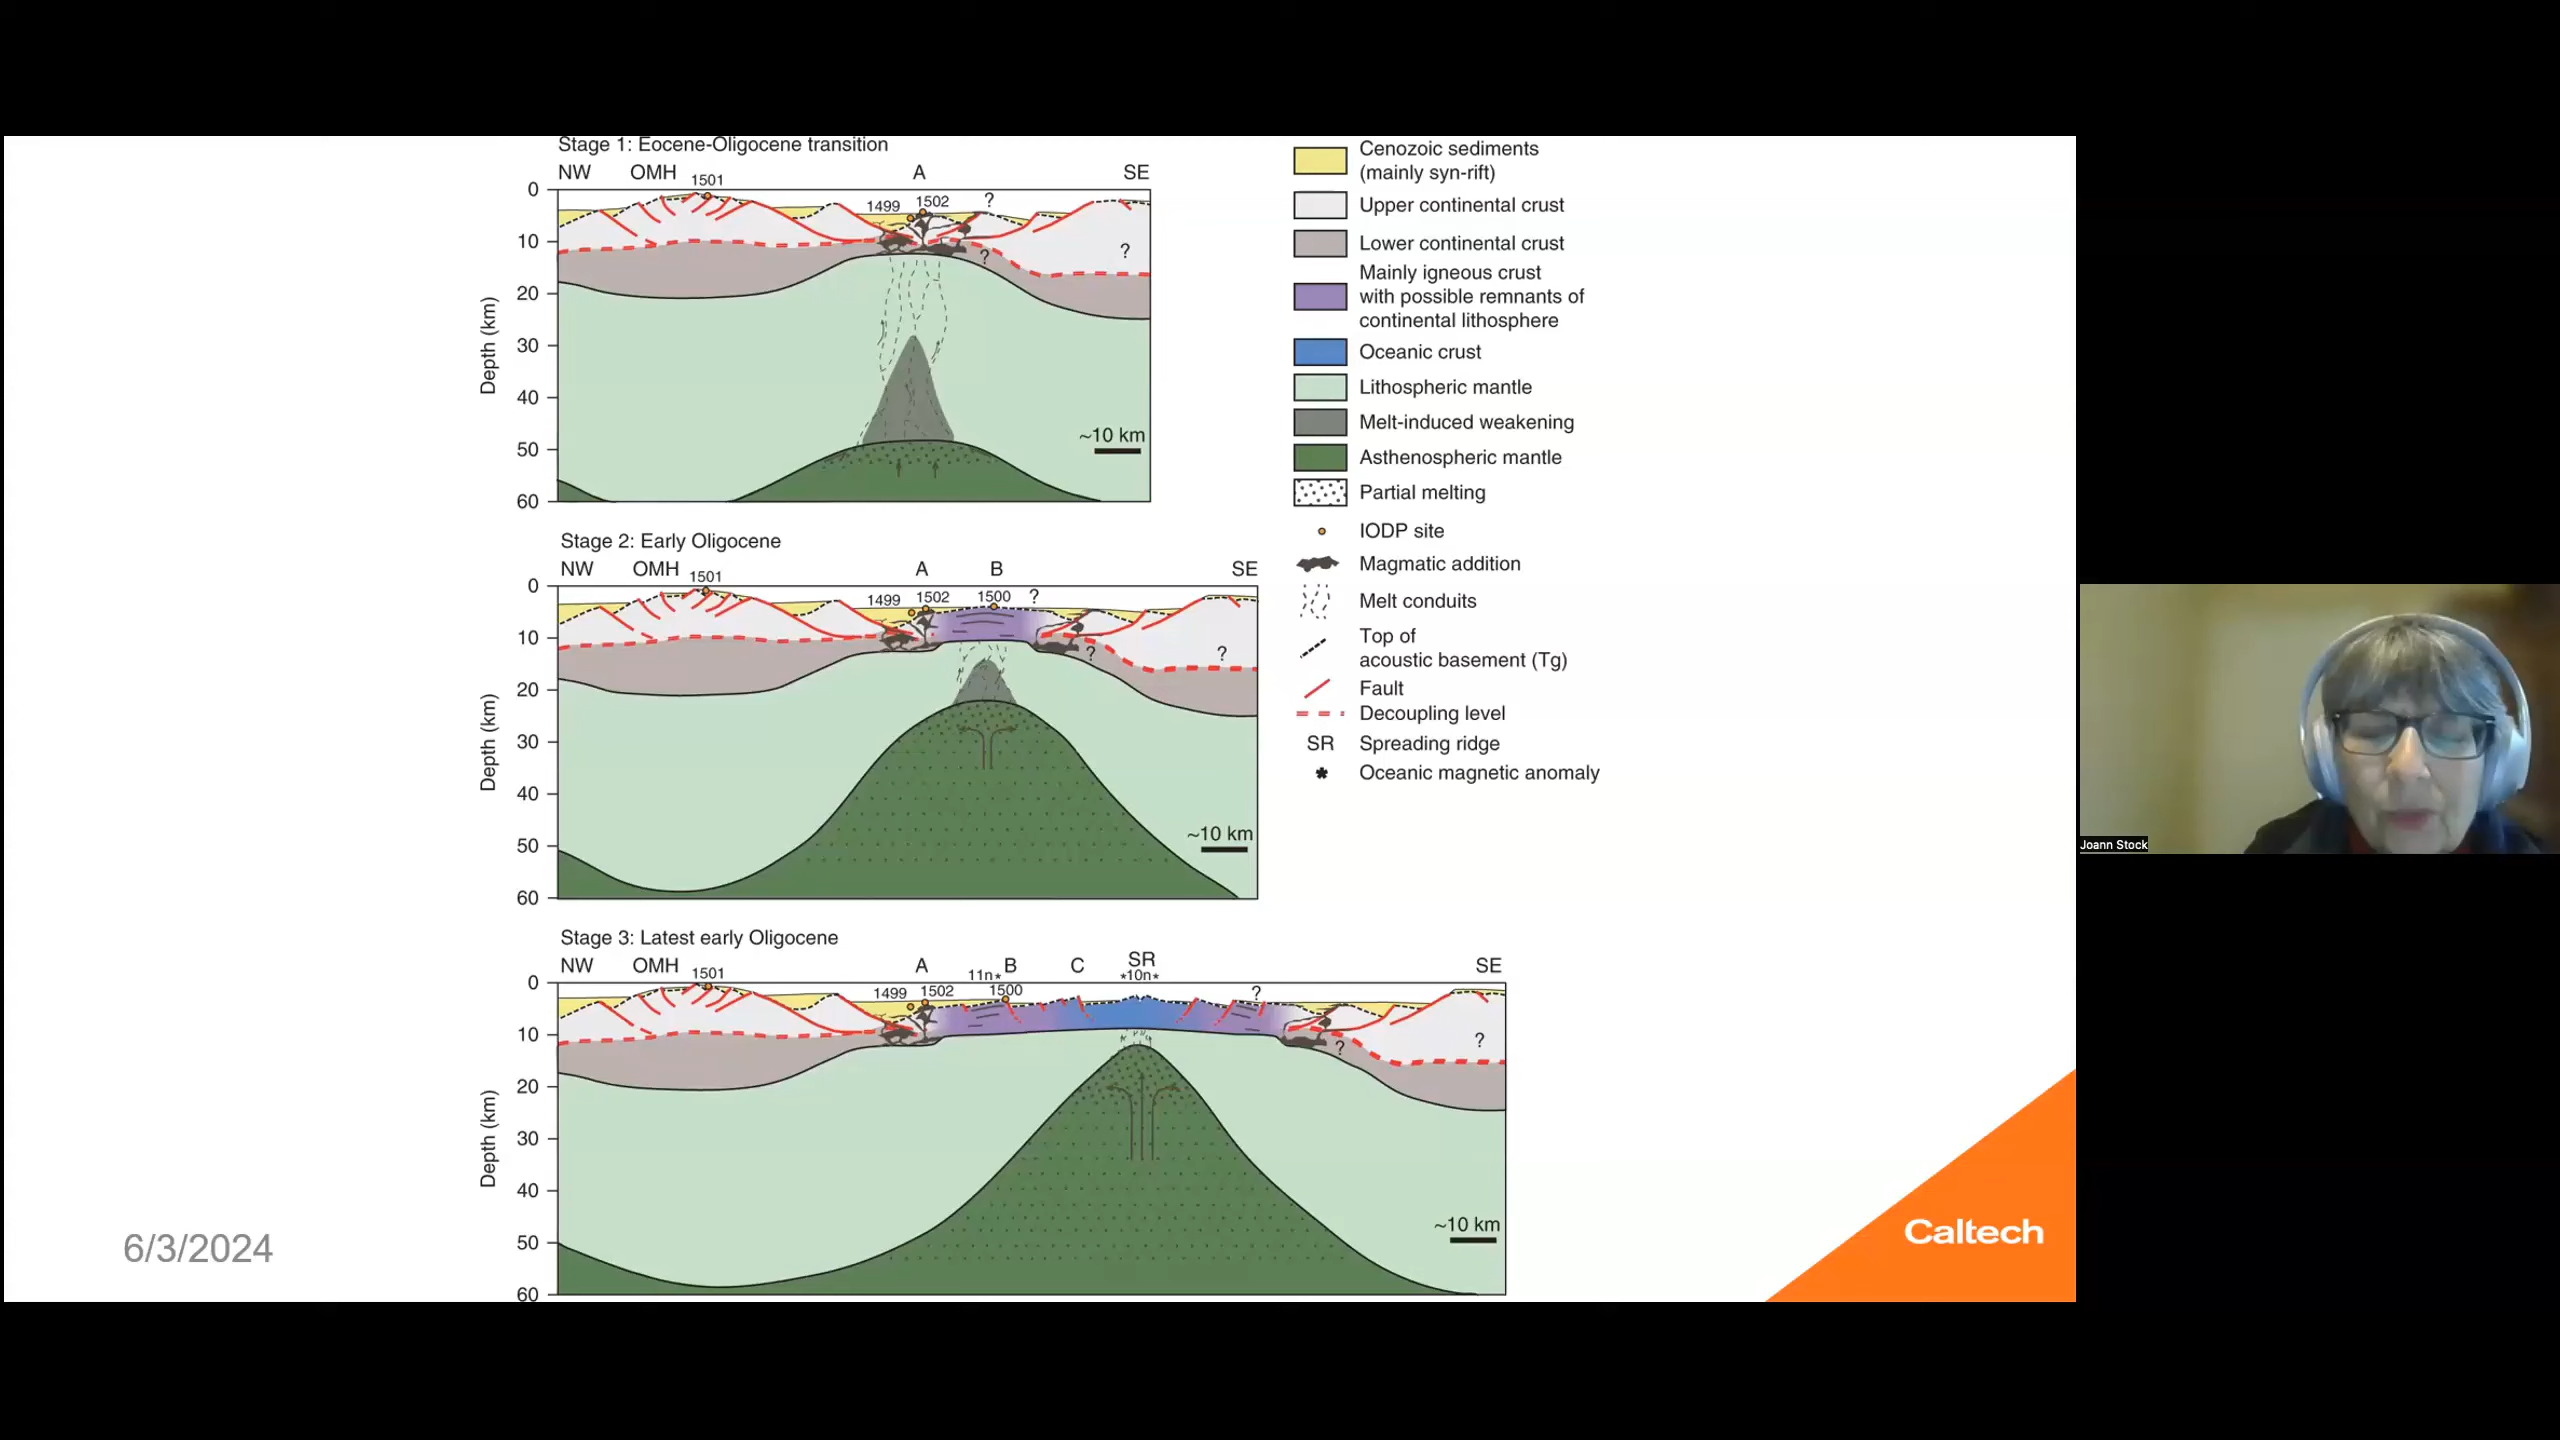 Stage 1: Eocene-Oligocene transition
NW OMH 1501 A SE
0
1499 1502 ?
10
? ?
20
30
40
~10 km
50
60
Depth (km)
Stage 2: Early Oligocene
NW OMH 1501 A B SE
0
1499 1502 1500 ?
10
? ?
20
30
40
~10 km
50
60
Depth (km)
Stage 3: Latest early Oligocene
NW OMH 1501 A 11n* B C SR SE
*10n*
0
1499 1502 1500 ?
10
? ?
20
30
40
~10 km
50
60
Depth (km)
Cenozoic sediments
(mainly syn-rift)
Upper continental crust
Lower continental crust
Mainly igneous crust
with possible remnants of
continental lithosphere
Oceanic crust
Lithospheric mantle
Melt-induced weakening
Asthenospheric mantle
Partial melting
IODP site
Magmatic addition
Melt conduits
Top of
acoustic basement (Tg)
Fault
Decoupling level
SR Spreading ridge
* Oceanic magnetic anomaly
6/3/2024
Caltech
Joann Stock